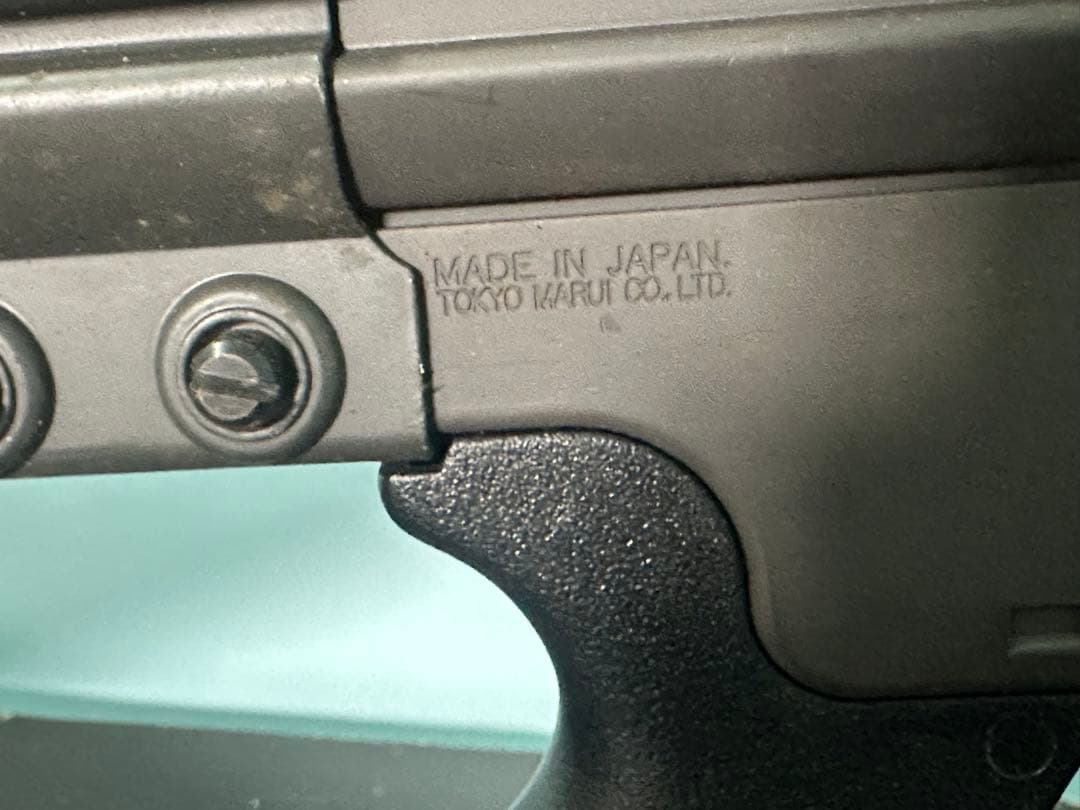 MADE IN JAPAN.
TOKYO MARUI CO., LTD.